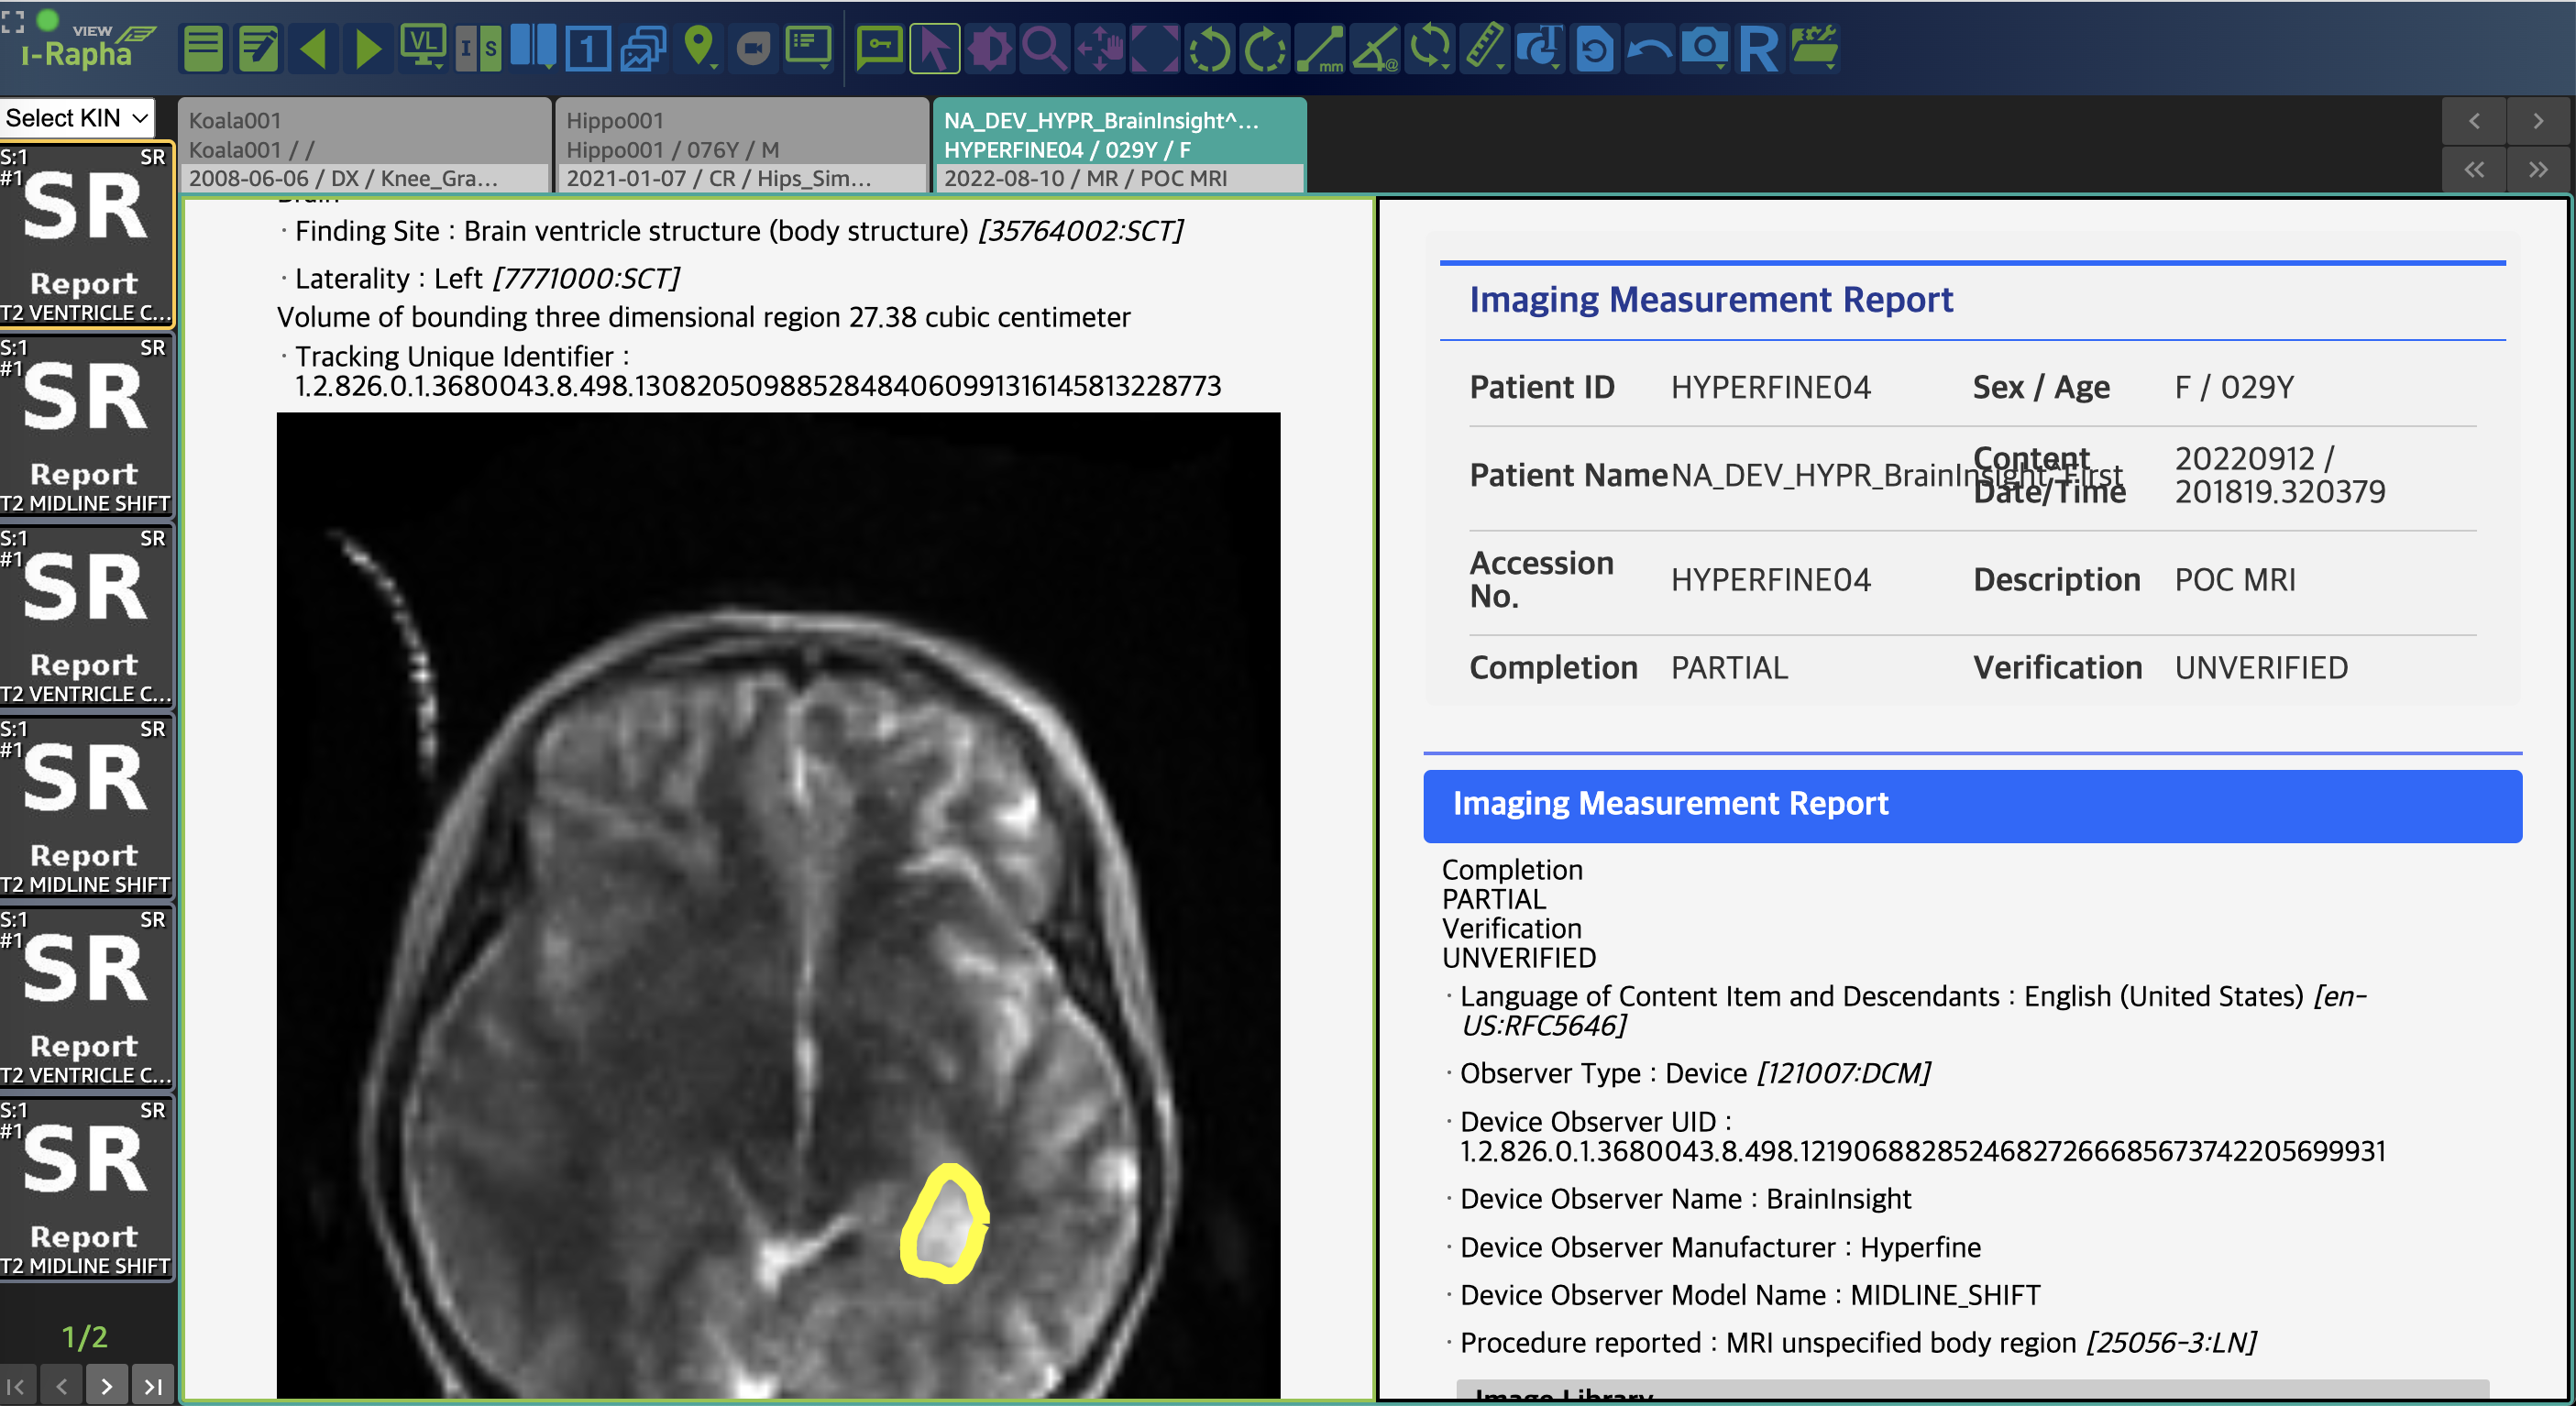 VIEW
i-Rapha
VL
I S
1
mm
@
T
R
Select KIN
Koala001
Koala001 / /
2008-06-06 / DX / Knee_Gra...
Hippo001
Hippo001 / 076Y / M
2021-01-07 / CR / Hips_Sim...
NA_DEV_HYPR_BrainInsight^...
HYPERFINE04 / 029Y / F
2022-08-10 / MR / POC MRI
S:1 SR
#1
SR
Report
T2 VENTRICLE C...
S:1 SR
#1
SR
Report
T2 MIDLINE SHIFT
S:1 SR
#1
SR
Report
T2 VENTRICLE C...
S:1 SR
#1
SR
Report
T2 MIDLINE SHIFT
S:1 SR
#1
SR
Report
T2 VENTRICLE C...
S:1 SR
#1
SR
Report
T2 MIDLINE SHIFT
1/2
Brain
· Finding Site : Brain ventricle structure (body structure) [35764002:SCT]
· Laterality : Left [7771000:SCT]
Volume of bounding three dimensional region 27.38 cubic centimeter
· Tracking Unique Identifier :
1.2.826.0.1.3680043.8.498.13082050988528484060991316145813228773
Imaging Measurement Report
Patient ID HYPERFINE04 Sex / Age F / 029Y
Patient Name NA_DEV_HYPR_BrainInsight^First Content Date/Time 20220912 / 201819.320379
Accession No. HYPERFINE04 Description POC MRI
Completion PARTIAL Verification UNVERIFIED
Imaging Measurement Report
Completion
PARTIAL
Verification
UNVERIFIED
· Language of Content Item and Descendants : English (United States) [en-
US:RFC5646]
· Observer Type : Device [121007:DCM]
· Device Observer UID :
1.2.826.0.1.3680043.8.498.12190688285246827266685673742205699931
· Device Observer Name : BrainInsight
· Device Observer Manufacturer : Hyperfine
· Device Observer Model Name : MIDLINE_SHIFT
· Procedure reported : MRI unspecified body region [25056-3:LN]
Image Library